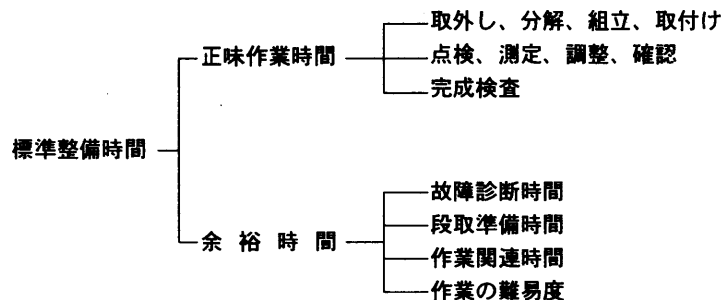 取外し、分解、組立、取付け
正味作業時間
点検、測定、調整、確認
完成検査
標準整備時間
故障診断時間
段取準備時間
余裕時間
作業関連時間
作業の難易度